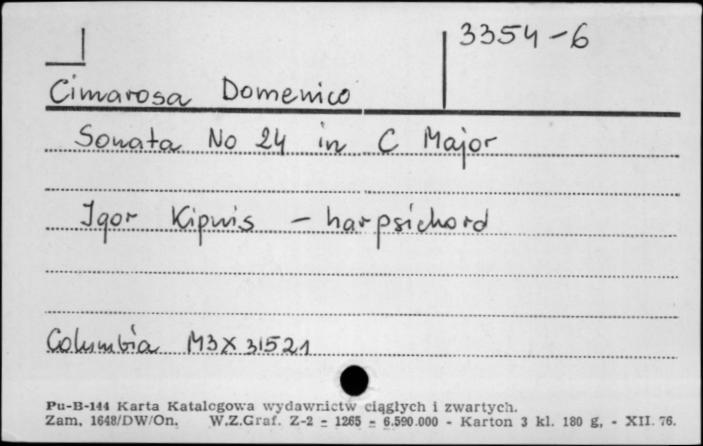 3354-6
Cimarosa Domenico
Sonata No 24 in C Major
Igor Kipnis - harpsichord
Columbia M3X 31521
Pu-B-144 Karta Katalogowa wydawnictw ciągłych i zwartych.
Zam. 1648/DW/On. W.Z.Graf. Z-2 - 1265 - 6.590.000 - Karton 3 kl. 180 g, - XII. 76.